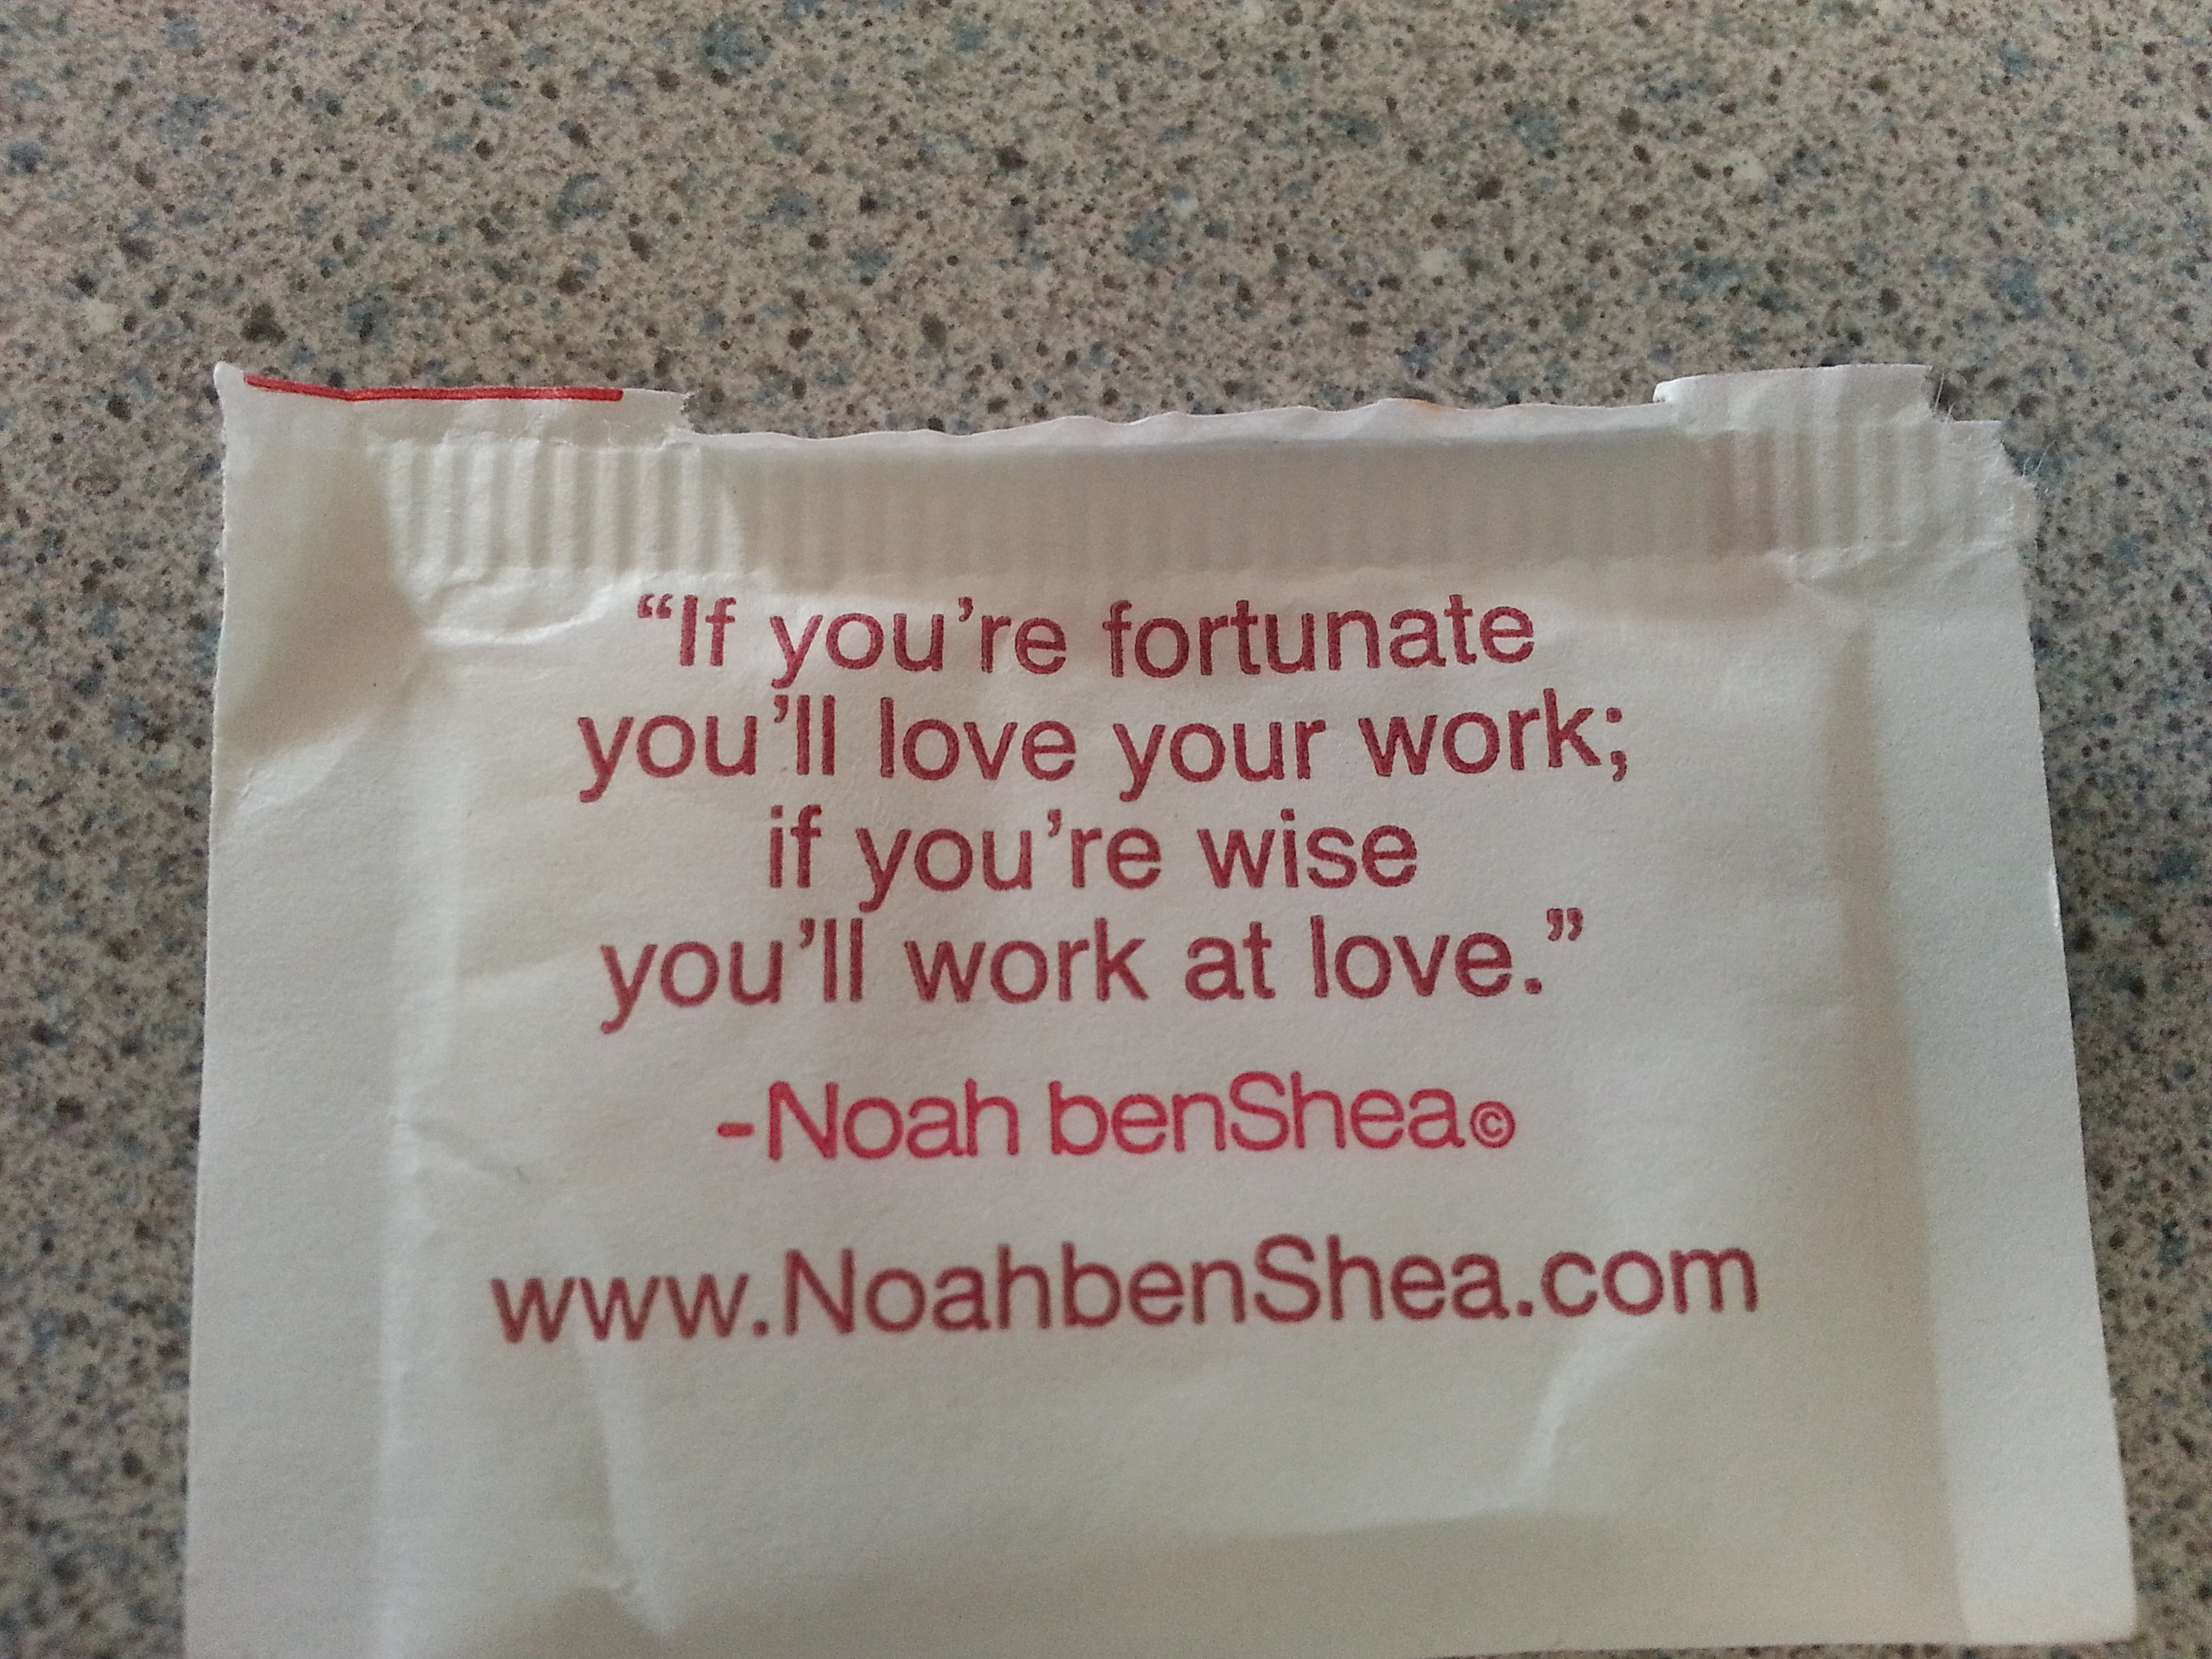 “If you’re fortunate
you’ll love your work;
if you’re wise
you’ll work at love.”
-Noah benShea©
www.NoahbenShea.com